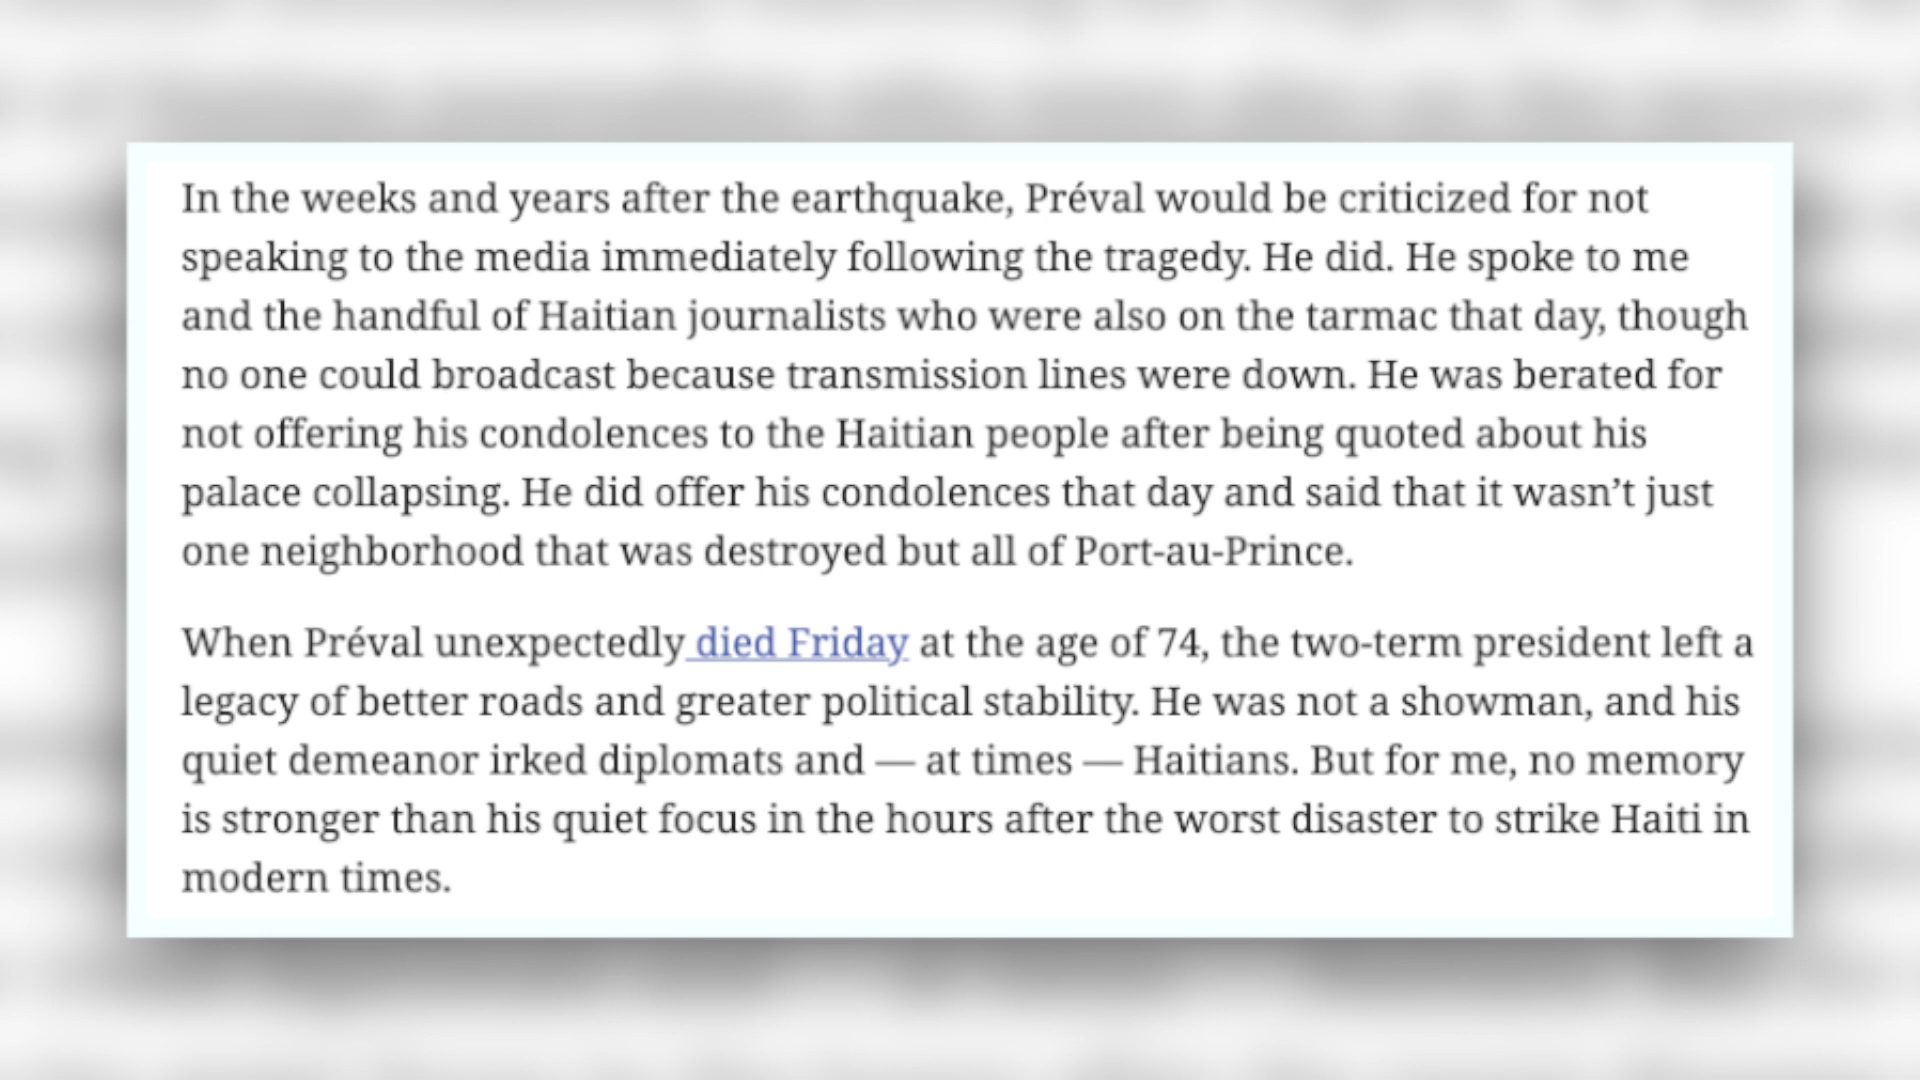 In the weeks and years after the earthquake, Préval would be criticized for not
speaking to the media immediately following the tragedy. He did. He spoke to me
and the handful of Haitian journalists who were also on the tarmac that day, though
no one could broadcast because transmission lines were down. He was berated for
not offering his condolences to the Haitian people after being quoted about his
palace collapsing. He did offer his condolences that day and said that it wasn’t just
one neighborhood that was destroyed but all of Port-au-Prince.
When Préval unexpectedly died Friday at the age of 74, the two-term president left a
legacy of better roads and greater political stability. He was not a showman, and his
quiet demeanor irked diplomats and — at times — Haitians. But for me, no memory
is stronger than his quiet focus in the hours after the worst disaster to strike Haiti in
modern times.